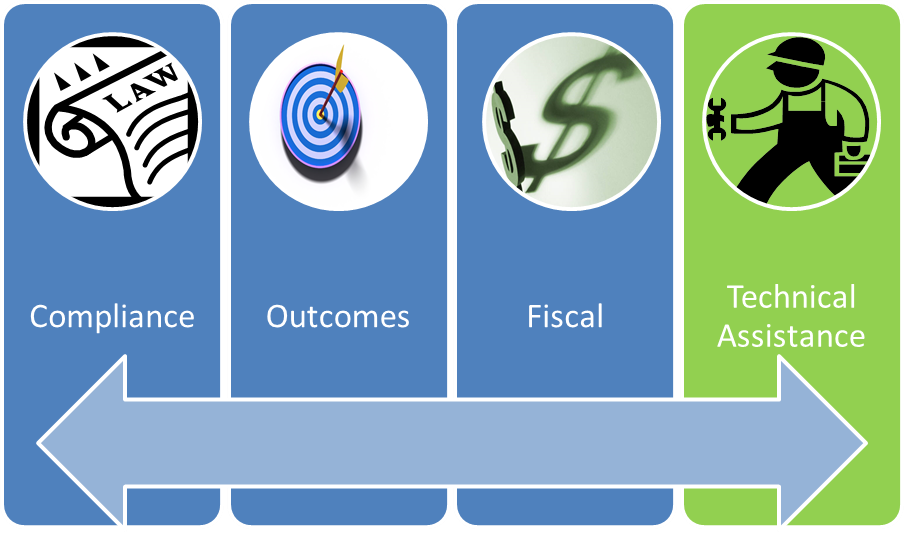 LAW
Compliance
Outcomes
Fiscal
Technical
Assistance